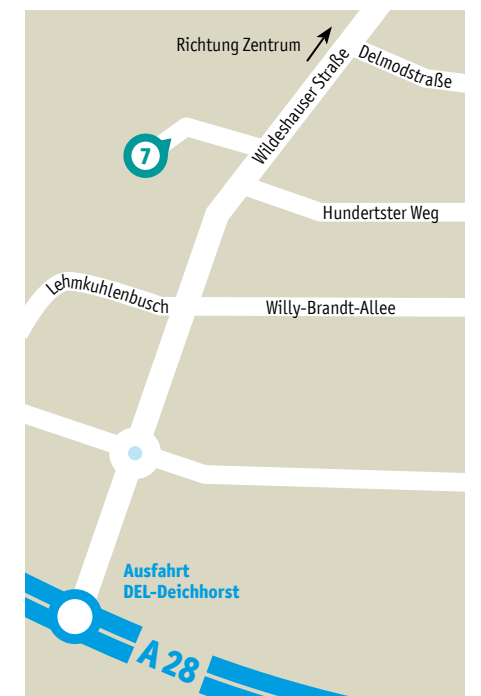 Richtung Zentrum
Delmodstraße
Wildeshauser Straße
7
Hundertster Weg
Lehmkuhlenbusch
Willy-Brandt-Allee
Ausfahrt
DEL-Deichhorst
A 28